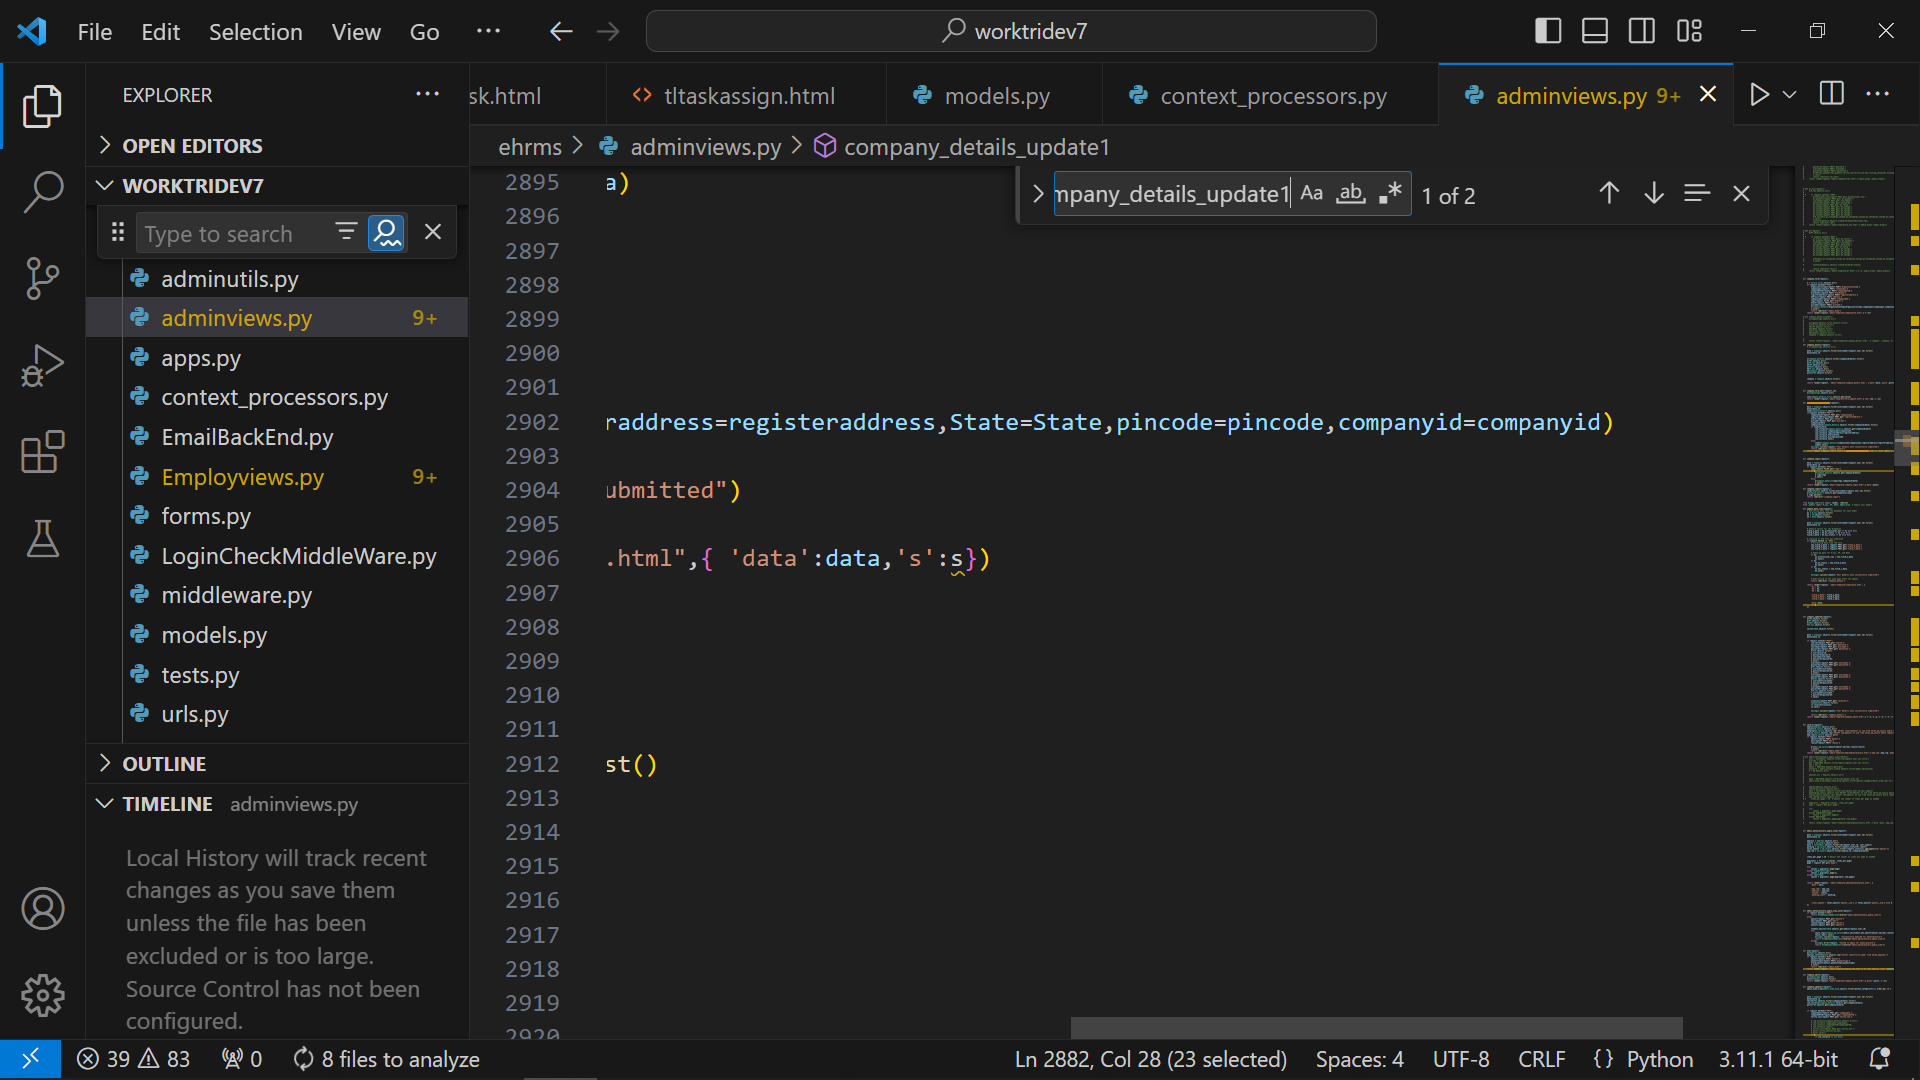 File Edit Selection View Go ··· worktridev7
EXPLORER ···
OPEN EDITORS
WORKTRIDEV7
Type to search
adminutils.py
adminviews.py 9+
apps.py
context_processors.py
EmailBackEnd.py
Employviews.py 9+
forms.py
LoginCheckMiddleWare.py
middleware.py
models.py
tests.py
urls.py
OUTLINE
TIMELINE adminviews.py
Local History will track recent
changes as you save them
unless the file has been
excluded or is too large.
Source Control has not been
configured.
sk.html <> tltaskassign.html models.py context_processors.py adminviews.py 9+
ehrms > adminviews.py > company_details_update1
mpany_details_update1 Aa ab 1 of 2
2895 a)
2896
2897
2898
2899
2900
2901
2902 raddress=registeraddress,State=State,pincode=pincode,companyid=companyid)
2903
2904 ubmitted")
2905
2906 .html",{ 'data':data,'s':s})
2907
2908
2909
2910
2911
2912 st()
2913
2914
2915
2916
2917
2918
2919
2920
39 83 0 8 files to analyze Ln 2882, Col 28 (23 selected) Spaces: 4 UTF-8 CRLF {} Python 3.11.1 64-bit